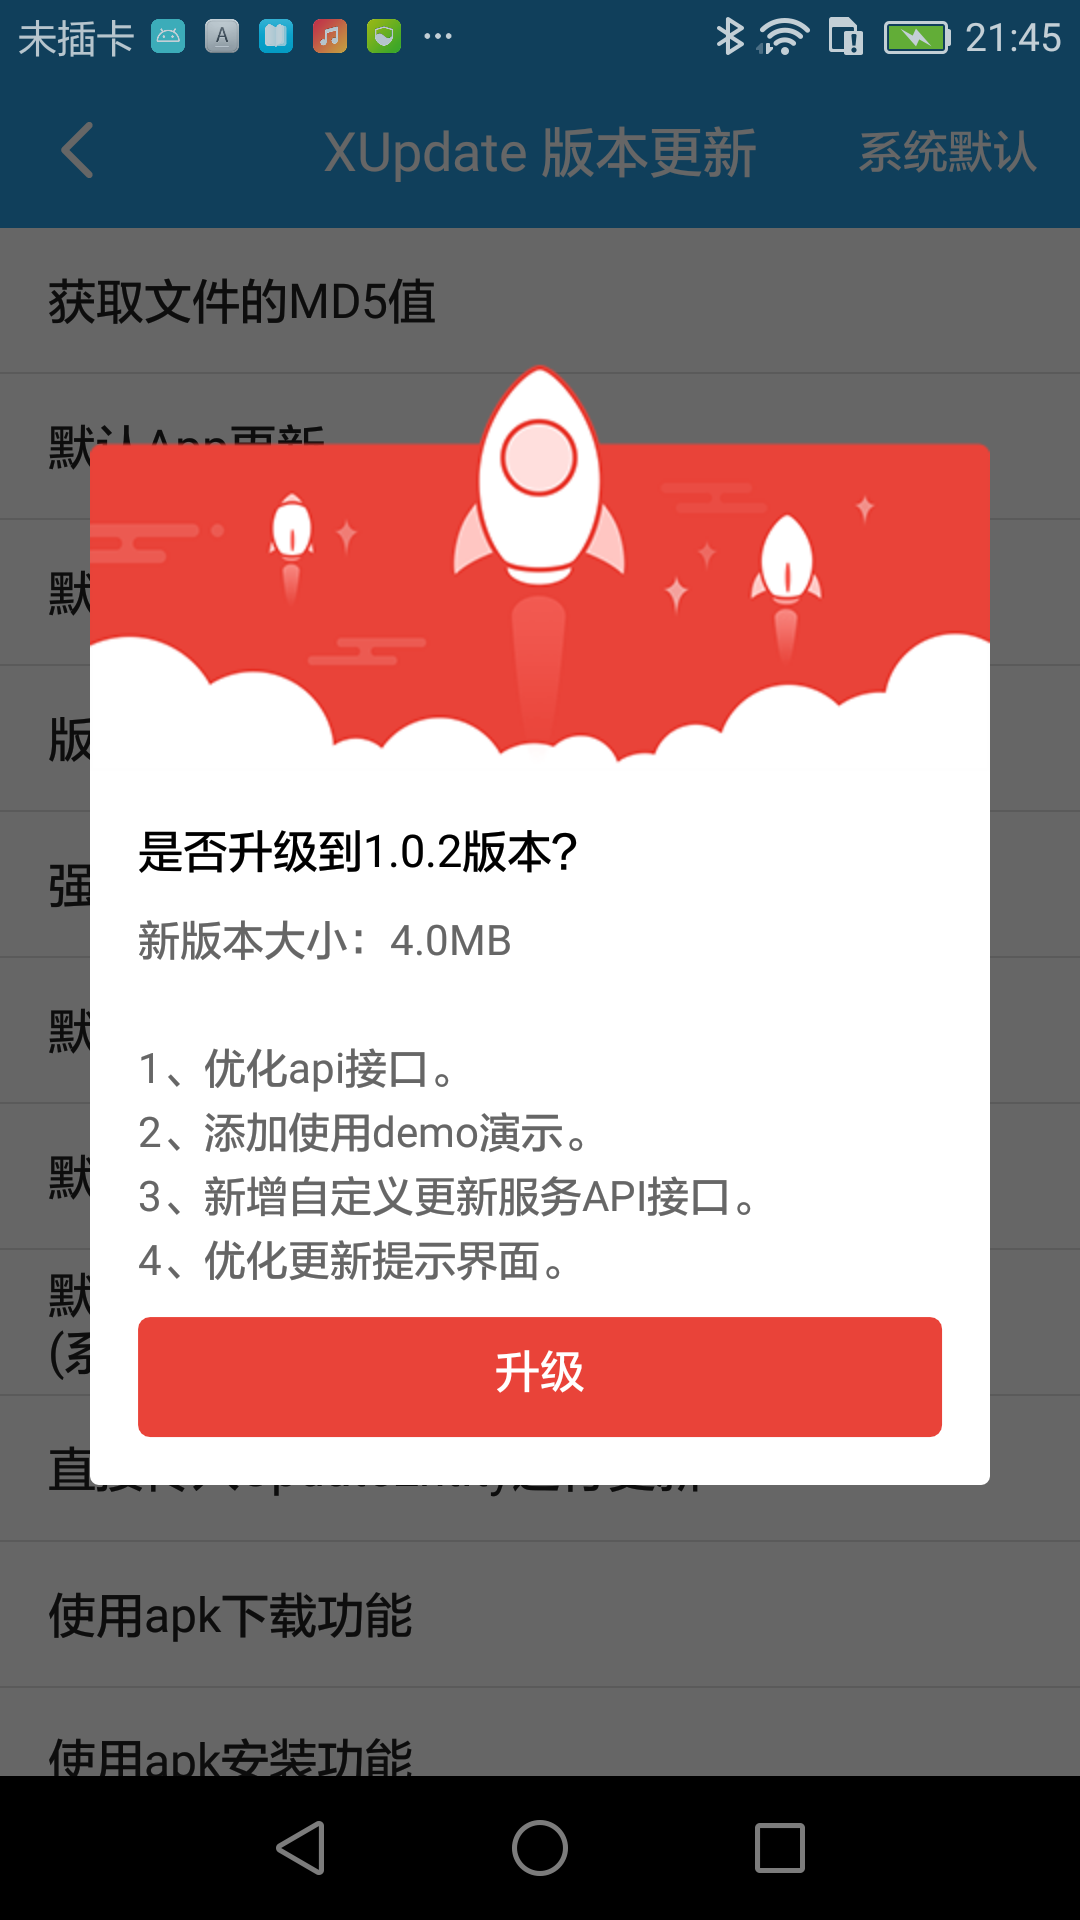 未插卡 A ... 21:45
XUpdate 版本更新 系统默认
获取文件的MD5值
默认App更新
默
版
强
默
默
默
(系
是否升级到1.0.2版本?
新版本大小：4.0MB
1、优化api接口。
2、添加使用demo演示。
3、新增自定义更新服务API接口。
4、优化更新提示界面。
升级
使用apk下载功能
使用apk安装功能